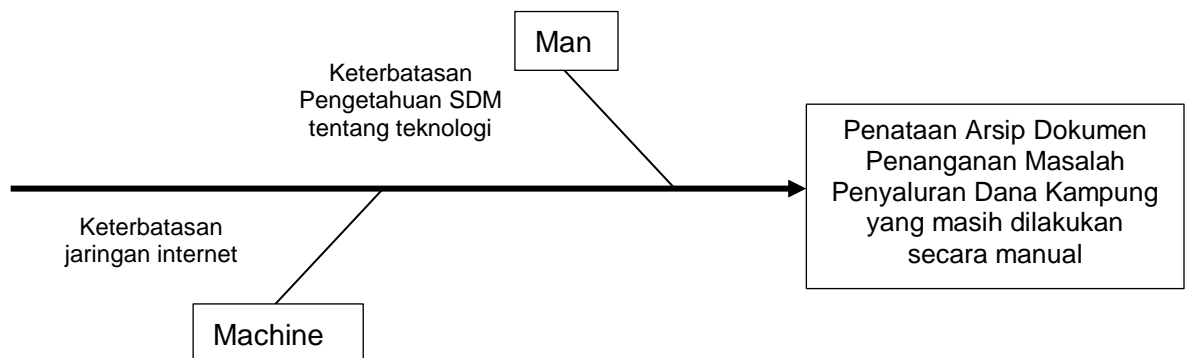 Man
Keterbatasan
Pengetahuan SDM
tentang teknologi
Penataan Arsip Dokumen
Penanganan Masalah
Penyaluran Dana Kampung
yang masih dilakukan
secara manual
Keterbatasan
jaringan internet
Machine